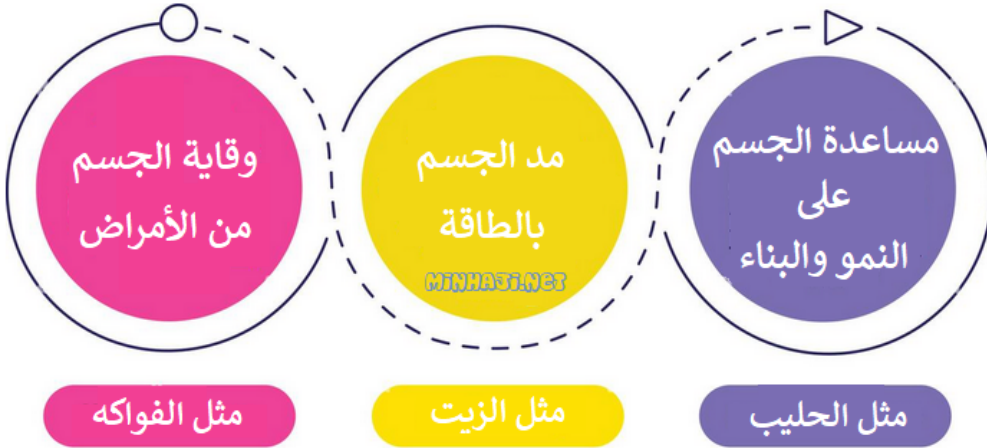 مساعدة الجسم
على
النمو والبناء
مثل الحليب
مد الجسم
بالطاقة
MINHAJI.NET
مثل الزيت
وقاية الجسم
من الأمراض
مثل الفواكه